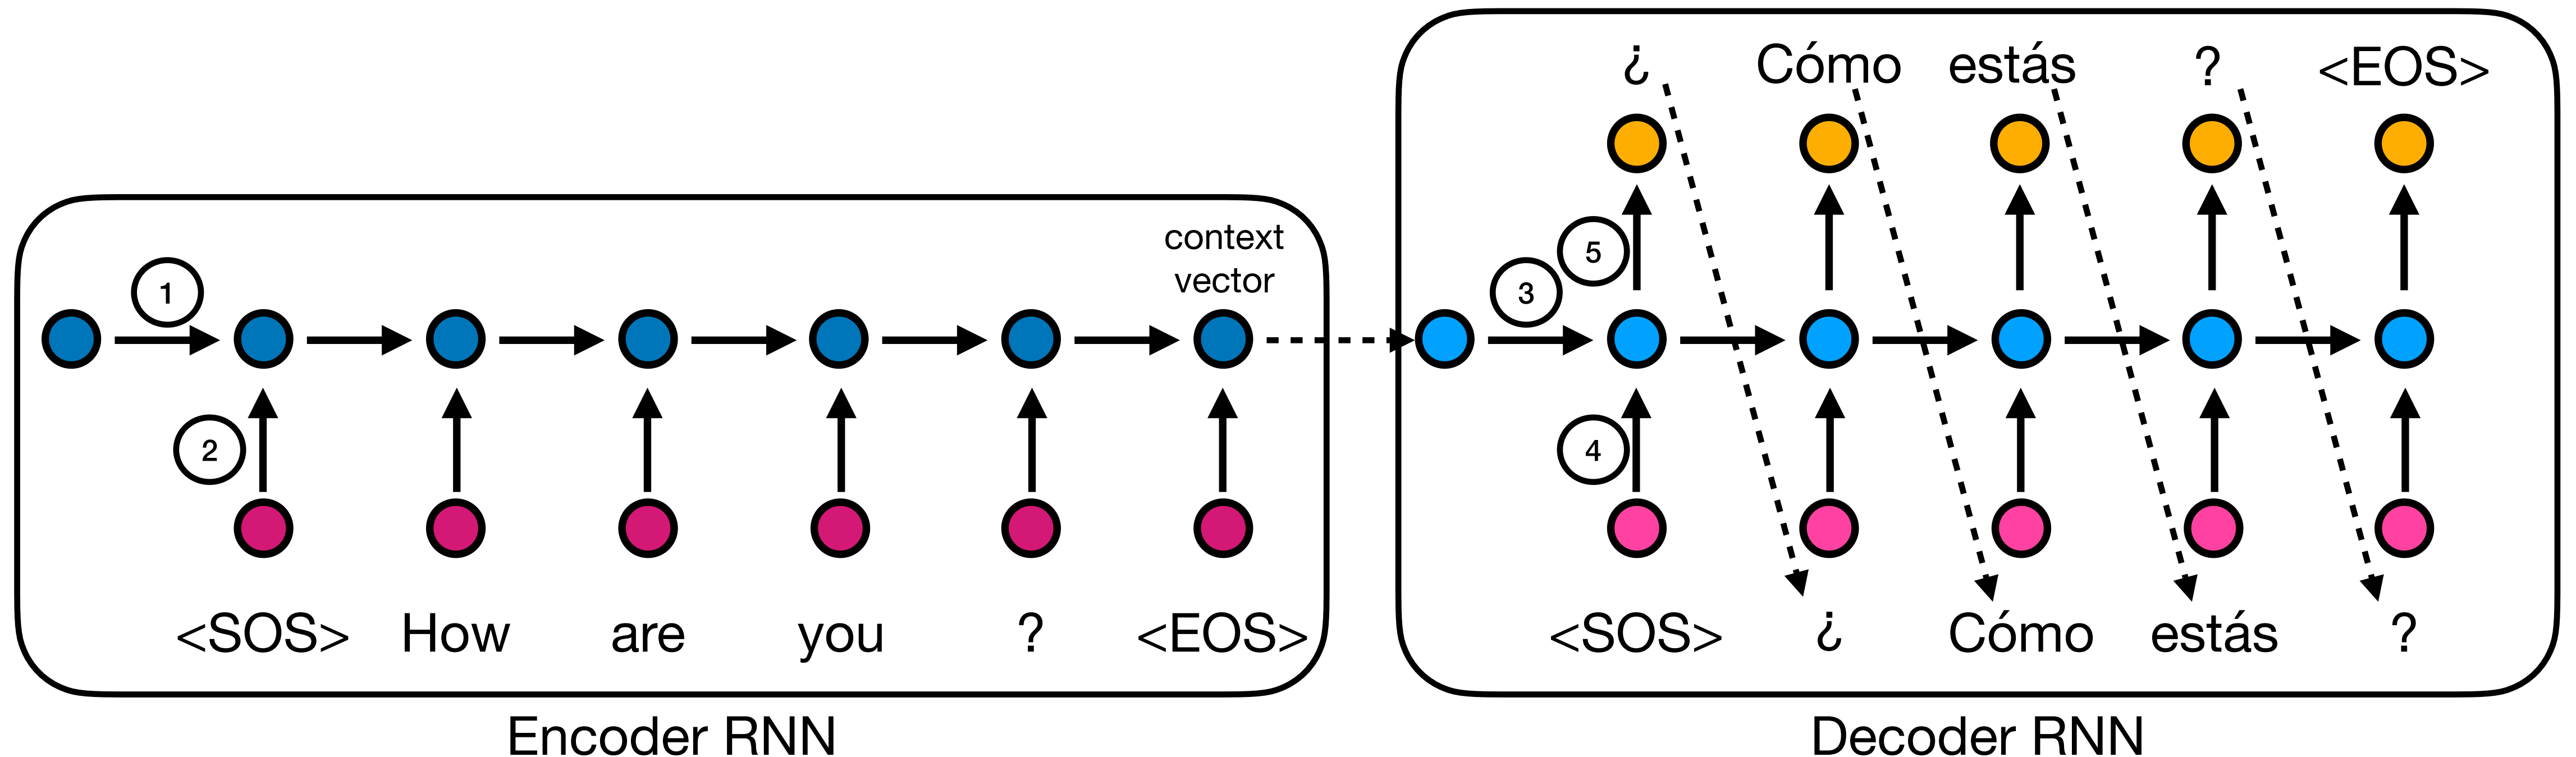 context
vector
1
2
<SOS> How are you ? <EOS>
Encoder RNN
¿ Cómo estás ? <EOS>
5
3
4
<SOS> ¿ Cómo estás ?
Decoder RNN